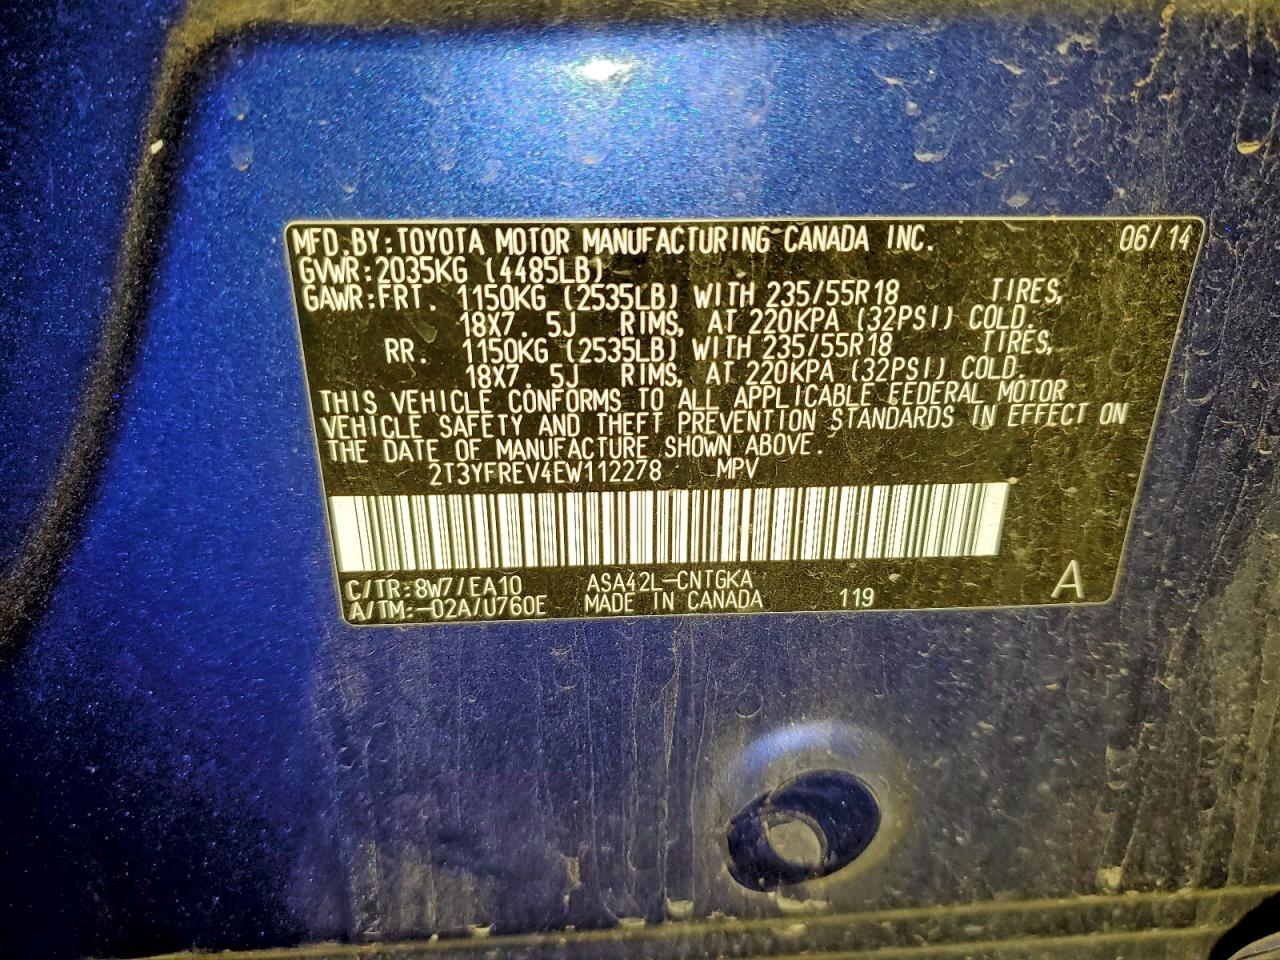 MFD.BY:TOYOTA MOTOR MANUFACTURING CANADA INC. 06/14
GVWR:2035KG (4485LB)
GAWR:FRT. 1150KG (2535LB) WITH 235/55R18 TIRES,
18X7.5J RIMS, AT 220KPA (32PSI) COLD.
RR. 1150KG (2535LB) WITH 235/55R18 TIRES,
18X7.5J RIMS, AT 220KPA (32PSI) COLD.
THIS VEHICLE CONFORMS TO ALL APPLICABLE FEDERAL MOTOR
VEHICLE SAFETY AND THEFT PREVENTION STANDARDS IN EFFECT ON
THE DATE OF MANUFACTURE SHOWN ABOVE.
2T3YFREV4EW112278 MPV
C/TR:8W7/EA10 ASA42L-CNTGKA A
A/TM:-02A/U760E MADE IN CANADA 119